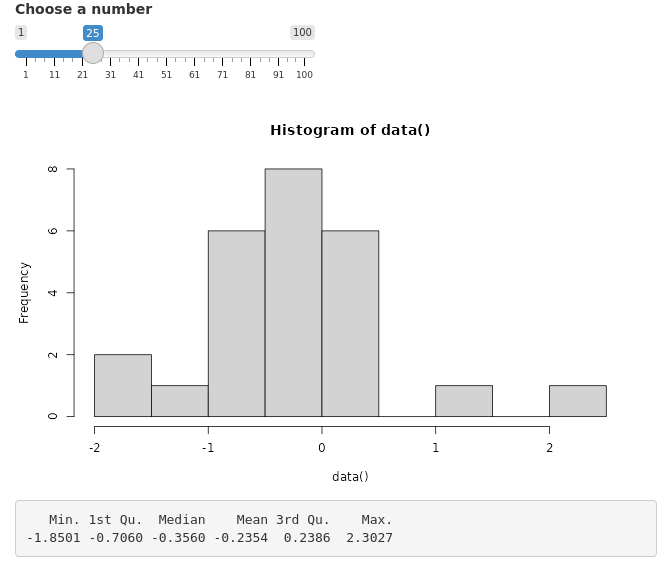 Choose a number
1 25 100
1 11 21 31 41 51 61 71 81 91 100
Histogram of data()
8
6
4
2
0
Frequency
-2 -1 0 1 2
data()
Min. 1st Qu. Median Mean 3rd Qu. Max.
-1.8501 -0.7060 -0.3560 -0.2354 0.2386 2.3027